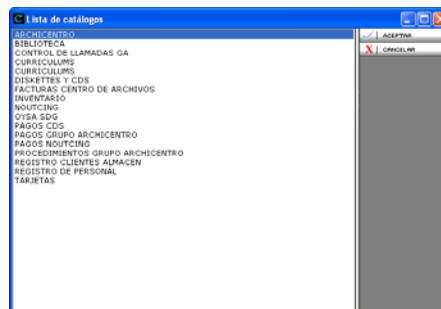 Lista de catálogos
ARCHICENTRO
BIBLIOTECA
CONTROL DE LLAMADAS GA
CURRICULUMS
CURRICULUMS
DISKETTES Y CDS
FACTURAS CENTRO DE ARCHIVOS
INVENTARIO
NOUTCING
OYSA SDG
PAGOS CDS
PAGOS GRUPO ARCHICENTRO
PAGOS NOUTCING
PROCEDIMIENTOS GRUPO ARCHICENTRO
REGISTRO CLIENTES ALMACEN
REGISTRO DE PERSONAL
TARJETAS
ACEPTAR
CANCELAR